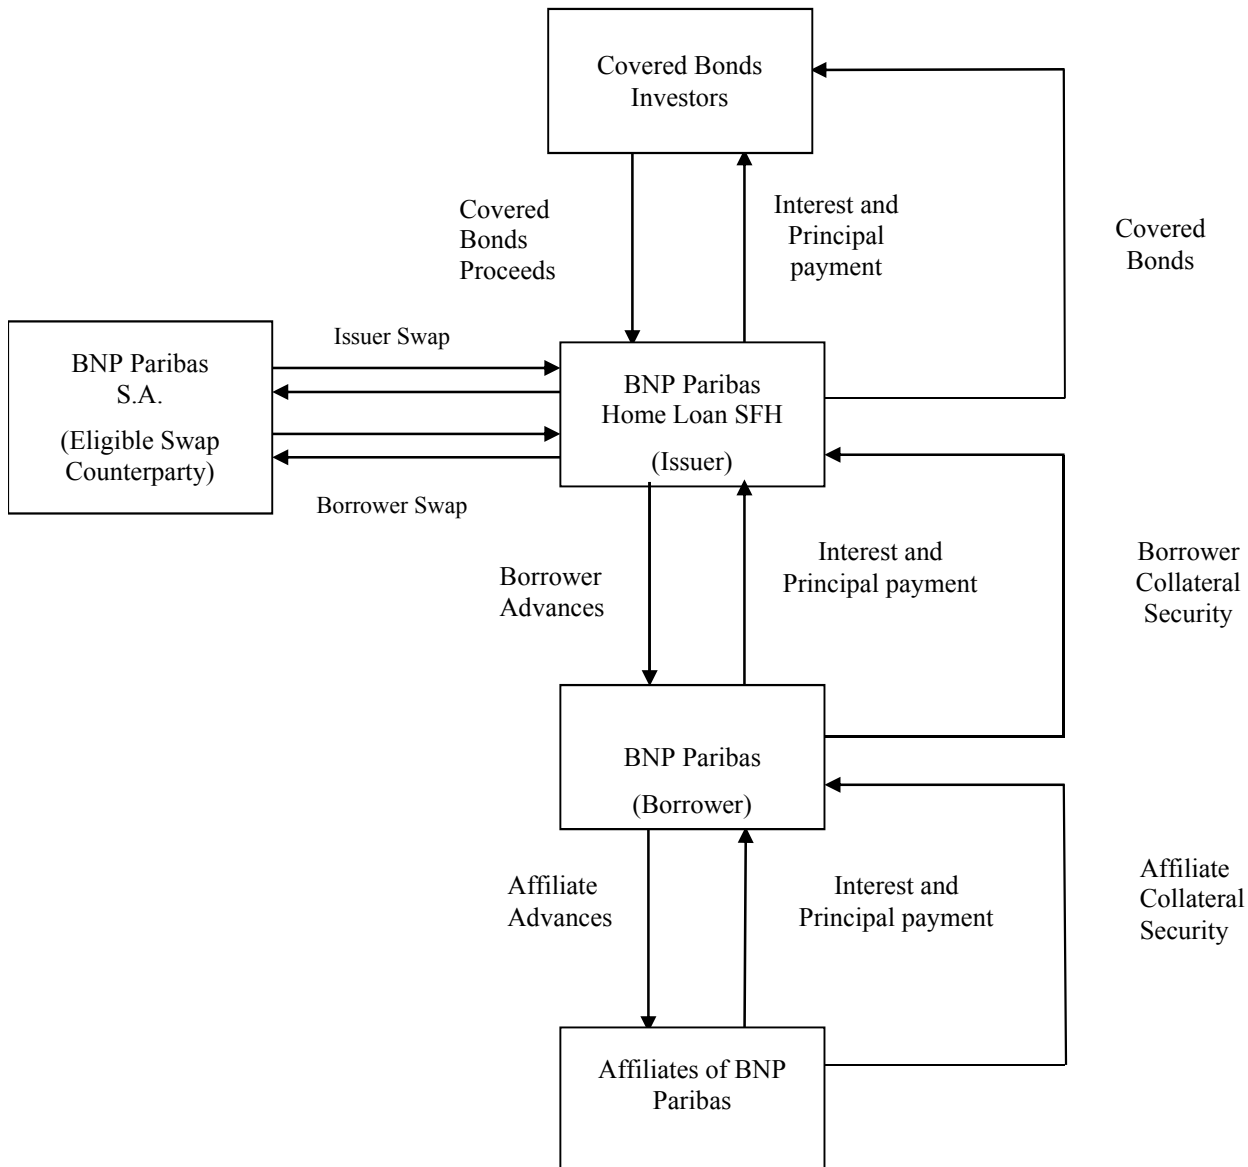 Covered Bonds
Investors
Covered
Bonds
Proceeds
Interest and
Principal
payment
Covered
Bonds
Issuer Swap
BNP Paribas
S.A.
(Eligible Swap
Counterparty)
Borrower Swap
BNP Paribas
Home Loan SFH
(Issuer)
Borrower
Advances
Interest and
Principal payment
Borrower
Collateral
Security
BNP Paribas
(Borrower)
Affiliate
Advances
Interest and
Principal payment
Affiliate
Collateral
Security
Affiliates of BNP
Paribas